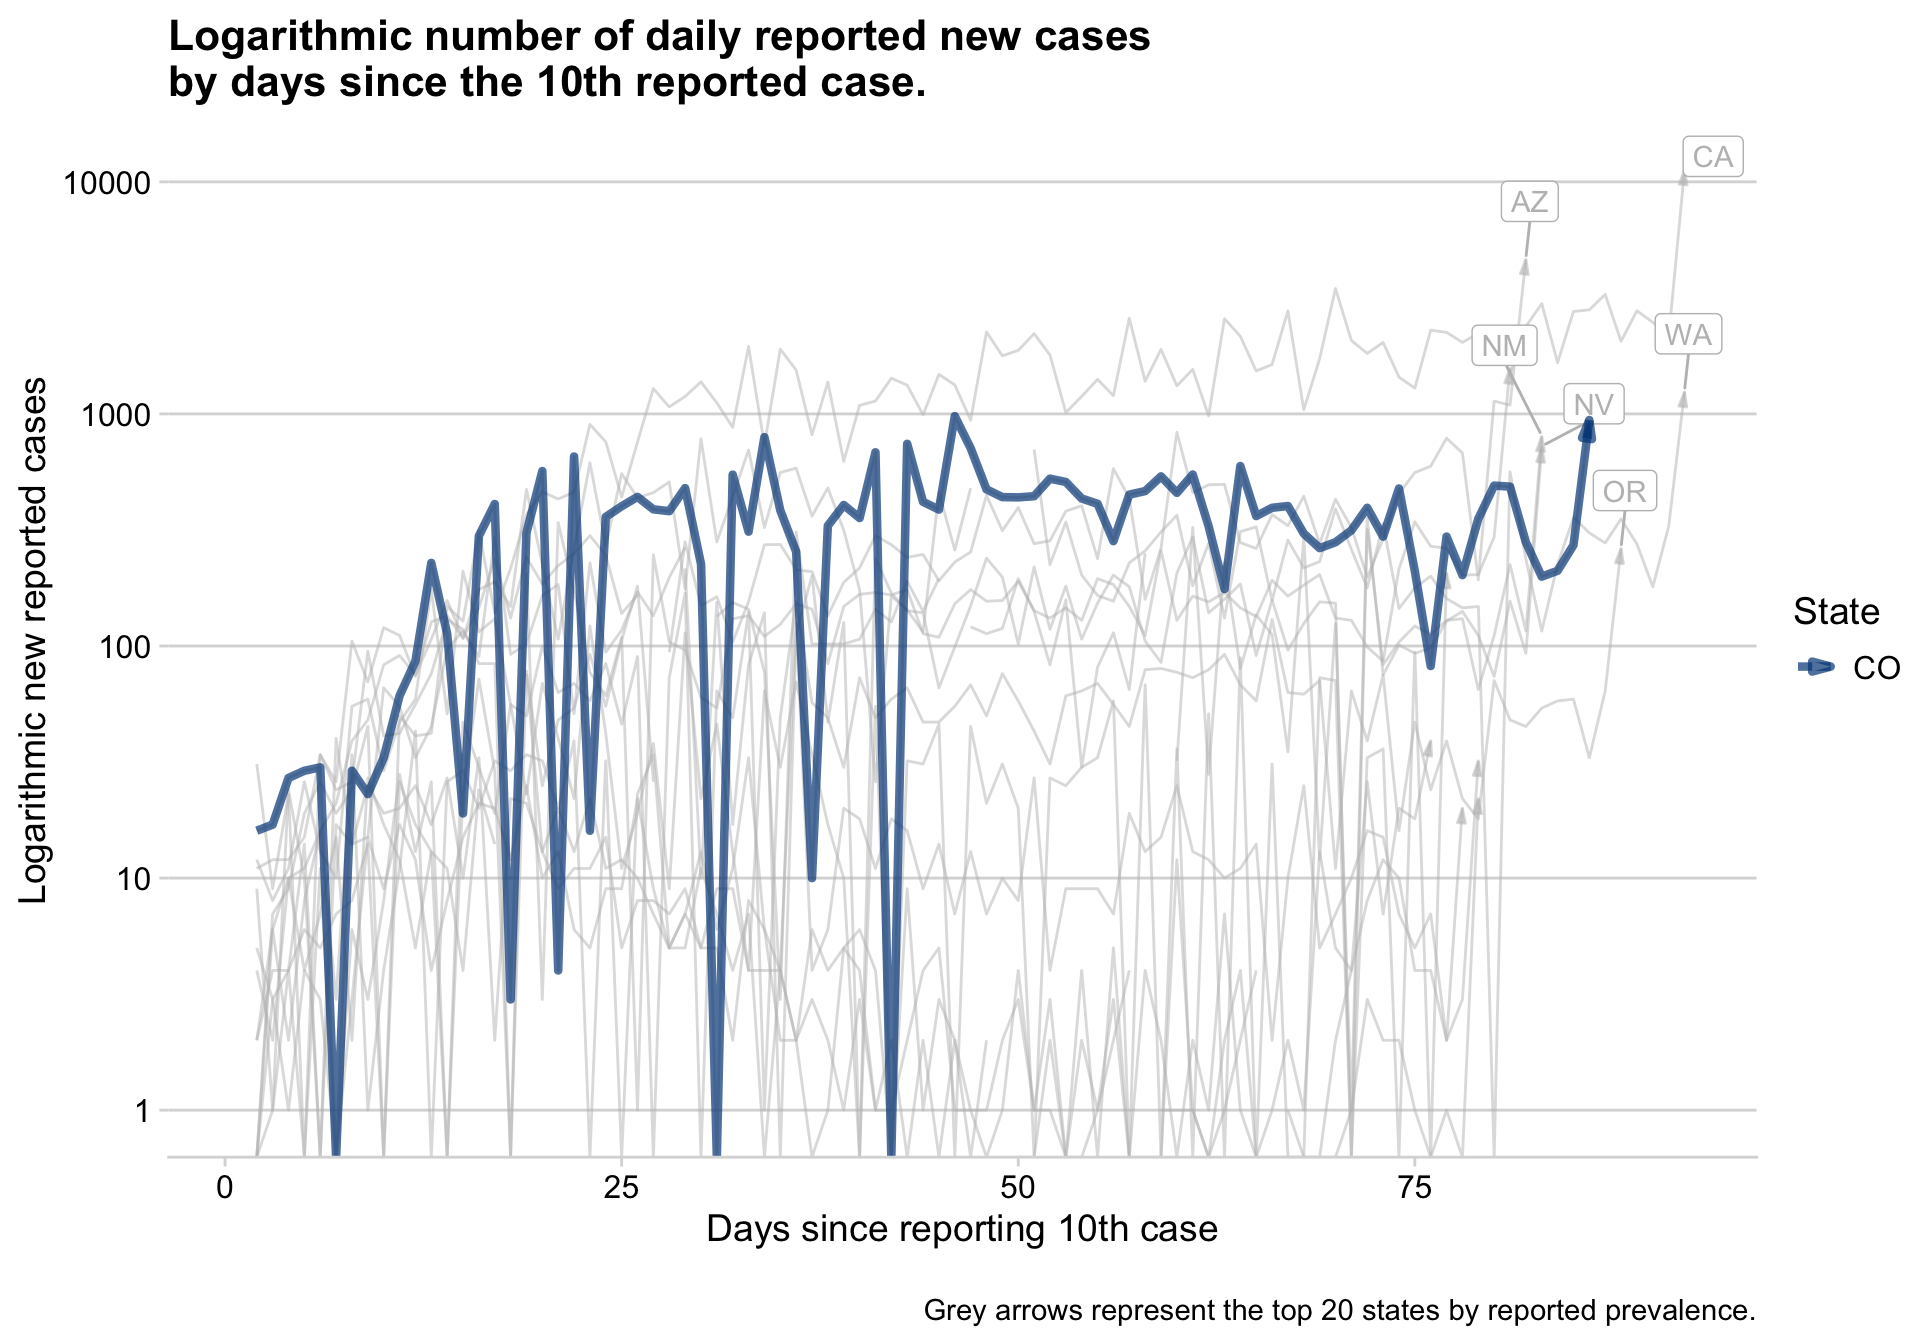 Logarithmic number of daily reported new cases
by days since the 10th reported case.
Logarithmic new reported cases
10000
1000
100
10
1
CA
AZ
WA
NM
NV
OR
State
CO
0
25
50
75
Days since reporting 10th case
Grey arrows represent the top 20 states by reported prevalence.